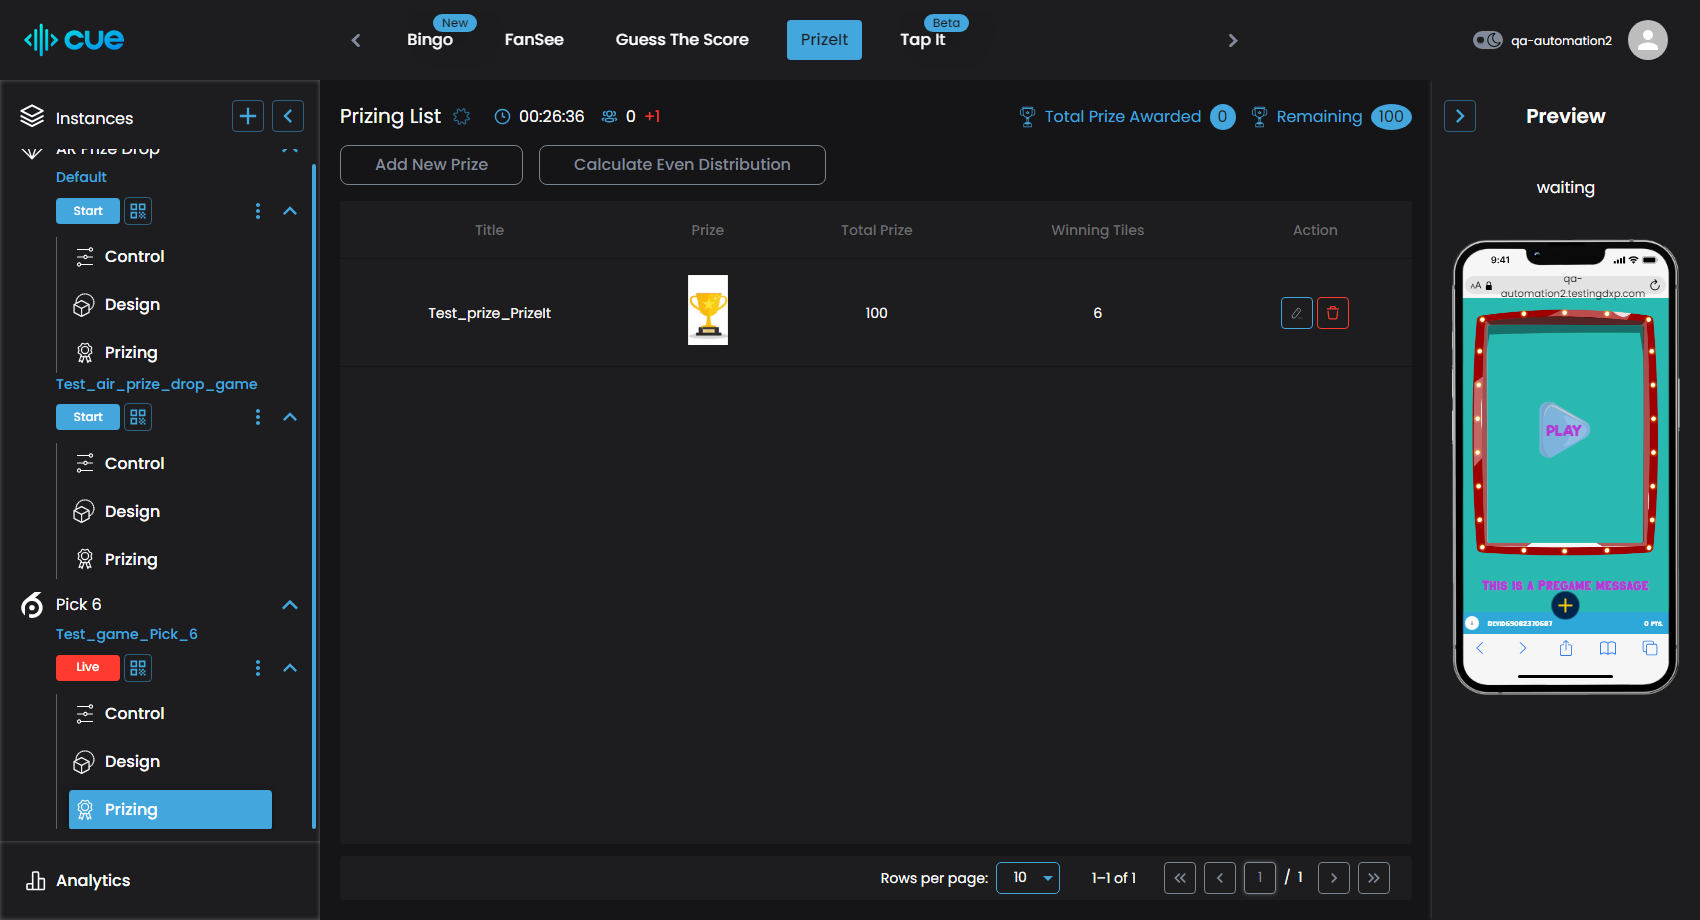 cue
New
Bingo
FanSee
Guess The Score
PrizeIt
Beta
Tap It
qa-automation2
Instances
AR Prize Drop
Default
Start
Control
Design
Prizing
Test_air_prize_drop_game
Start
Control
Design
Prizing
Pick 6
Test_game_Pick_6
Live
Control
Design
Prizing
Analytics
Prizing List 00:26:36 0 +1
Total Prize Awarded 0 Remaining 100
Add New Prize Calculate Even Distribution
Title Prize Total Prize Winning Tiles Action
Test_prize_PrizeIt 100 6
Rows per page: 10 1–1 of 1 1 / 1
Preview
waiting
9:41
AA qa-
automation2.testingdxp.com
PLAY
This is a Pregame message
DEVID69082370687 0 PTS.